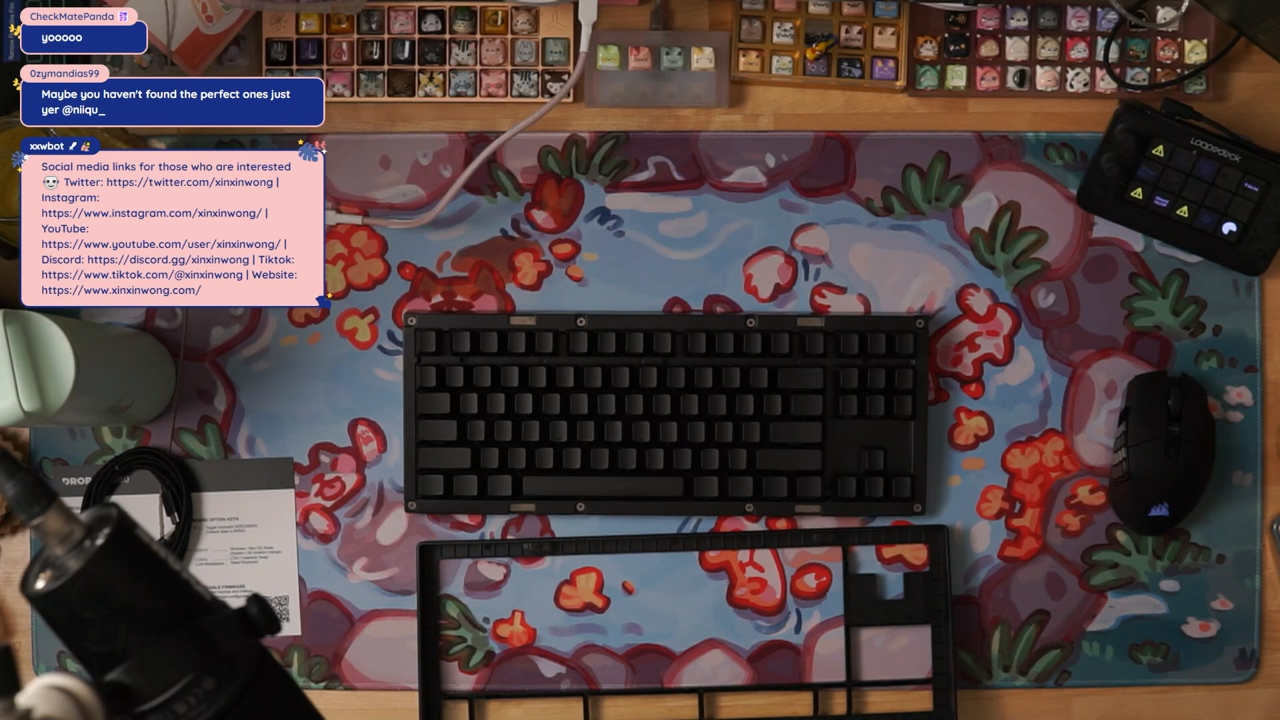 CheckMatePanda
yooooo
0zymandias99
Maybe you haven't found the perfect ones just
yer @niiqu_
xxwbot
Social media links for those who are interested
Twitter: https://twitter.com/xinxinwong |
Instagram:
https://www.instagram.com/xinxinwong/ |
YouTube:
https://www.youtube.com/user/xinxinwong/ |
Discord: https://discord.gg/xinxinwong | Tiktok:
https://www.tiktok.com/@xinxinwong | Website:
https://www.xinxinwong.com/
Loupedeck
DROP